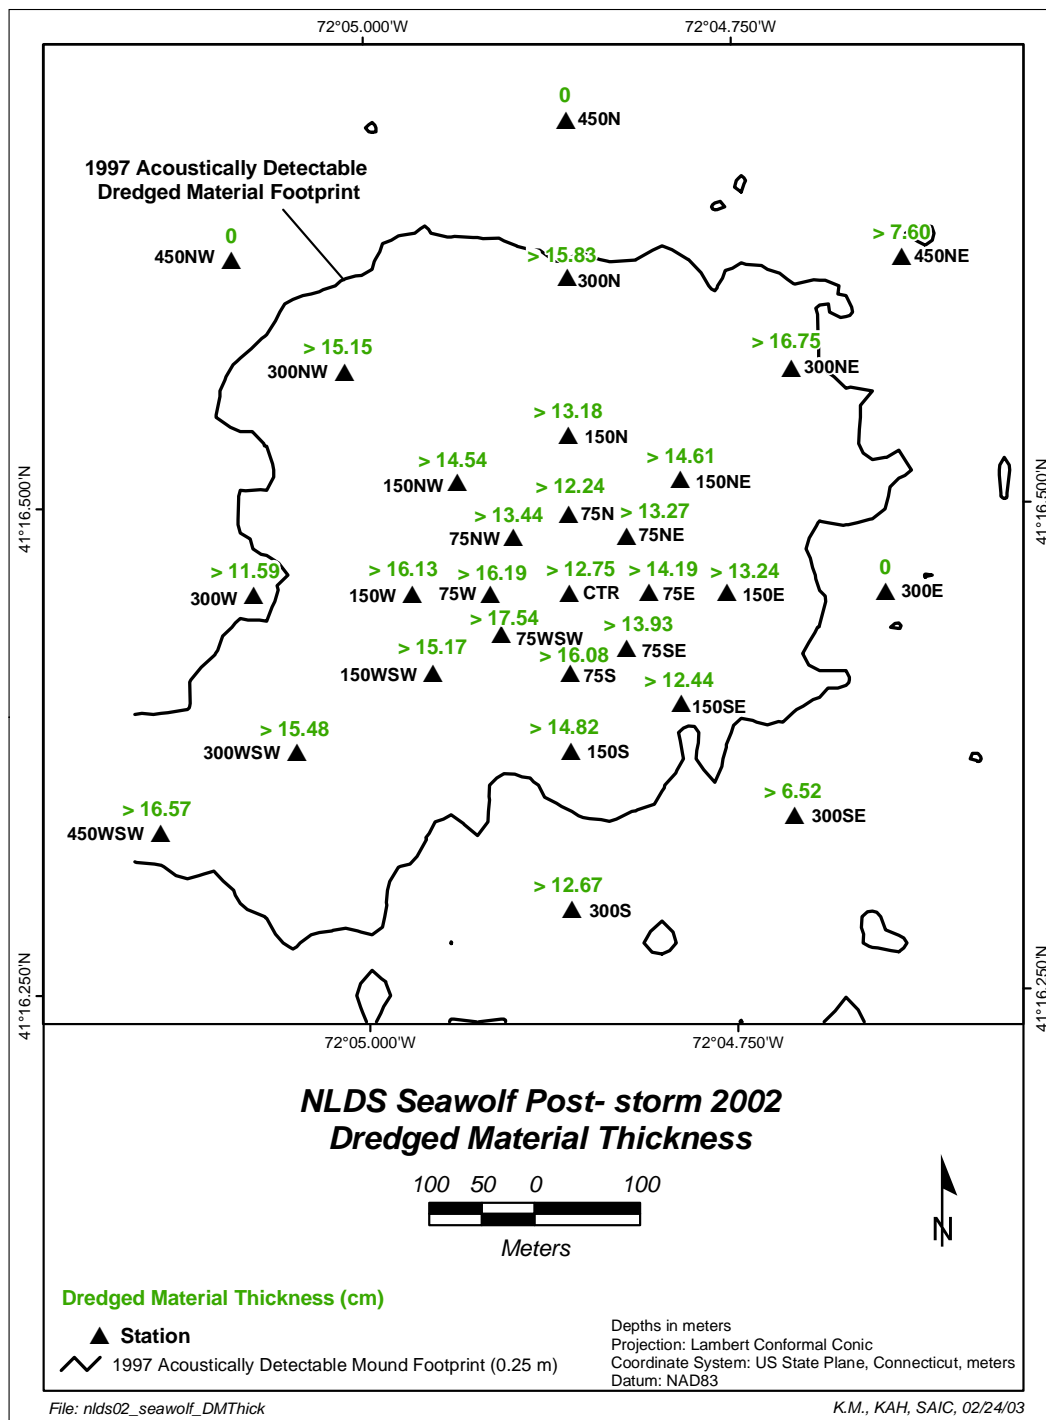 72°05.000'W
72°04.750'W
0
450N
1997 Acoustically Detectable
Dredged Material Footprint
0
450NW
> 7.60
450NE
> 15.83
300N
> 15.15
300NW
> 16.75
300NE
> 13.18
150N
> 14.54
150NW
> 14.61
150NE
> 12.24
75N
> 13.44
75NW
> 13.27
75NE
41°16.500'N
41°16.500'N
> 11.59
300W
> 16.13
150W
> 16.19
75W
> 12.75
CTR
> 14.19
75E
> 13.24
150E
0
300E
> 17.54
75WSW
> 13.93
75SE
> 15.17
150WSW
> 16.08
75S
> 12.44
150SE
> 15.48
300WSW
> 14.82
150S
> 16.57
450WSW
> 6.52
300SE
> 12.67
300S
41°16.250'N
41°16.250'N
72°05.000'W
72°04.750'W
NLDS Seawolf Post- storm 2002
Dredged Material Thickness
100 50 0 100
Meters
N
Dredged Material Thickness (cm)
Station
1997 Acoustically Detectable Mound Footprint (0.25 m)
Depths in meters
Projection: Lambert Conformal Conic
Coordinate System: US State Plane, Connecticut, meters
Datum: NAD83
File: nlds02_seawolf_DMThick
K.M., KAH, SAIC, 02/24/03